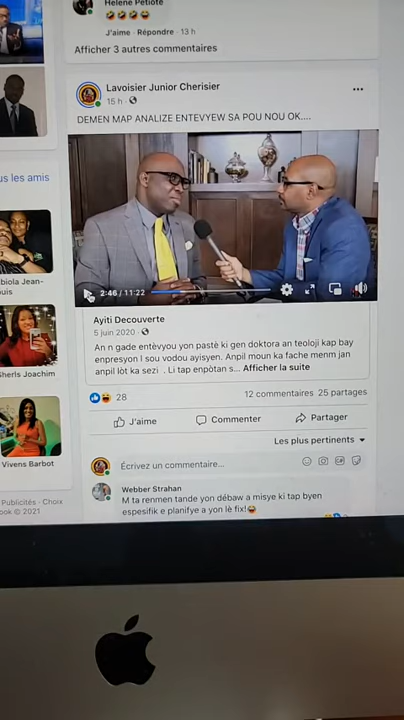 Helene Petiote
J'aime · Répondre · 13 h
Afficher 3 autres commentaires
Lavoisier Junior Cherisier
15 h ·
DEMEN MAP ANALIZE ENTEVYEW SA POU NOU OK....
us les amis
2:46 / 11:22
Ayiti Decouverte
5 juin 2020 ·
An n gade entèvyou yon pastè ki gen doktora an teoloji kap bay
enpresyon l sou vodou ayisyen. Anpil moun ka fache menm jan
anpil lòt ka sezi . Li tap enpòtan s... Afficher la suite
biola Jean-
uis
Sherls Joachim
28
12 commentaires 25 partages
J'aime
Commenter
Partager
Les plus pertinents
Vivens Barbot
Écrivez un commentaire...
Publicités · Choix
ook © 2021
Webber Strahan
M ta renmen tande yon débaw a misye ki tap byen
espesifik e planifye a yon lè fix!